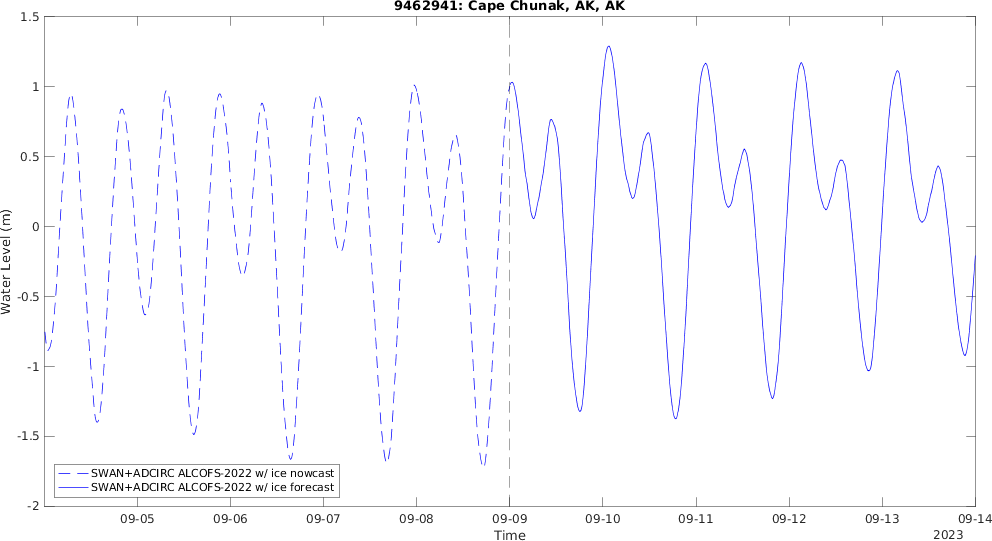 9462941: Cape Chunak, AK, AK
1.5
1
0.5
0
-0.5
-1
-1.5
-2
Water Level (m)
SWAN+ADCIRC ALCOFS-2022 w/ ice nowcast
SWAN+ADCIRC ALCOFS-2022 w/ ice forecast
09-05 09-06 09-07 09-08 09-09 09-10 09-11 09-12 09-13 09-14
Time
2023